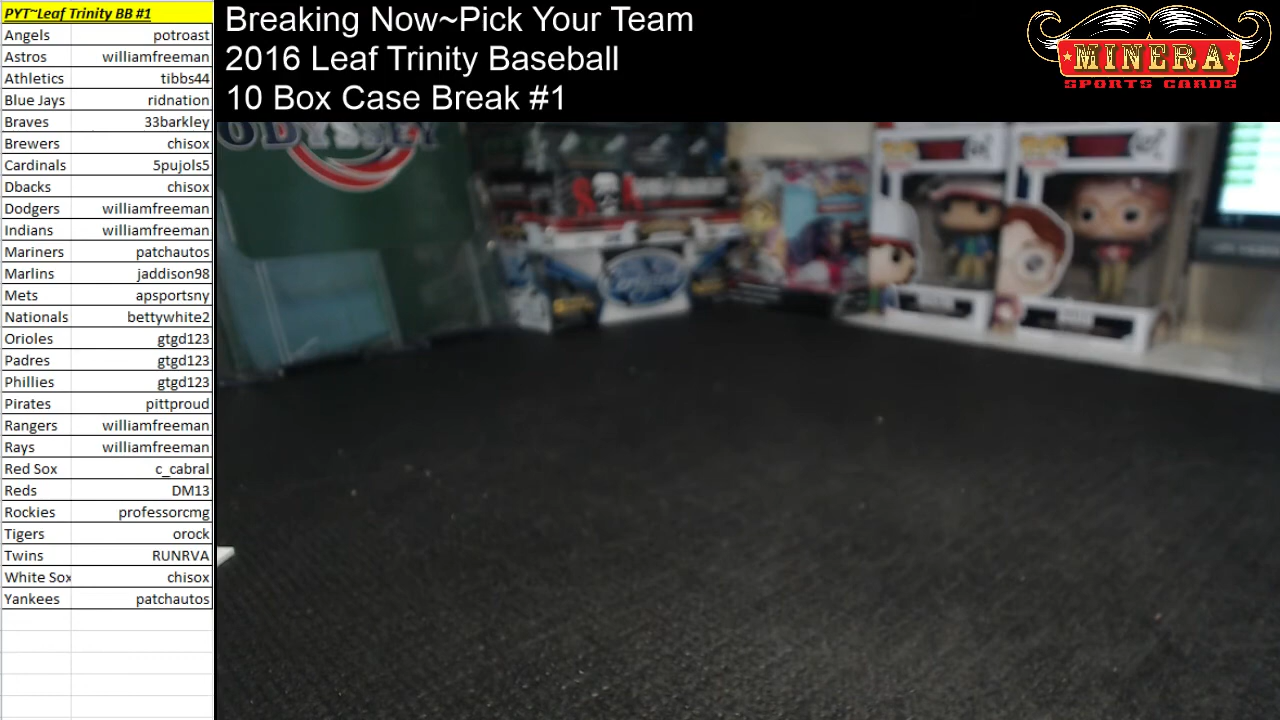 PYT~Leaf Trinity BB #1
Angels potroast
Astros williamfreeman
Athletics tibbs44
Blue Jays ridnation
Braves 33barkley
Brewers chisox
Cardinals 5pujols5
Dbacks chisox
Dodgers williamfreeman
Indians williamfreeman
Mariners patchautos
Marlins jaddison98
Mets apsportsny
Nationals bettywhite2
Orioles gtgd123
Padres gtgd123
Phillies gtgd123
Pirates pittproud
Rangers williamfreeman
Rays williamfreeman
Red Sox c_cabral
Reds DM13
Rockies professorcmg
Tigers orock
Twins RUNRVA
White Sox chisox
Yankees patchautos
Breaking Now~Pick Your Team
2016 Leaf Trinity Baseball
10 Box Case Break #1
MINERA
SPORTS CARDS
ODYSSEY